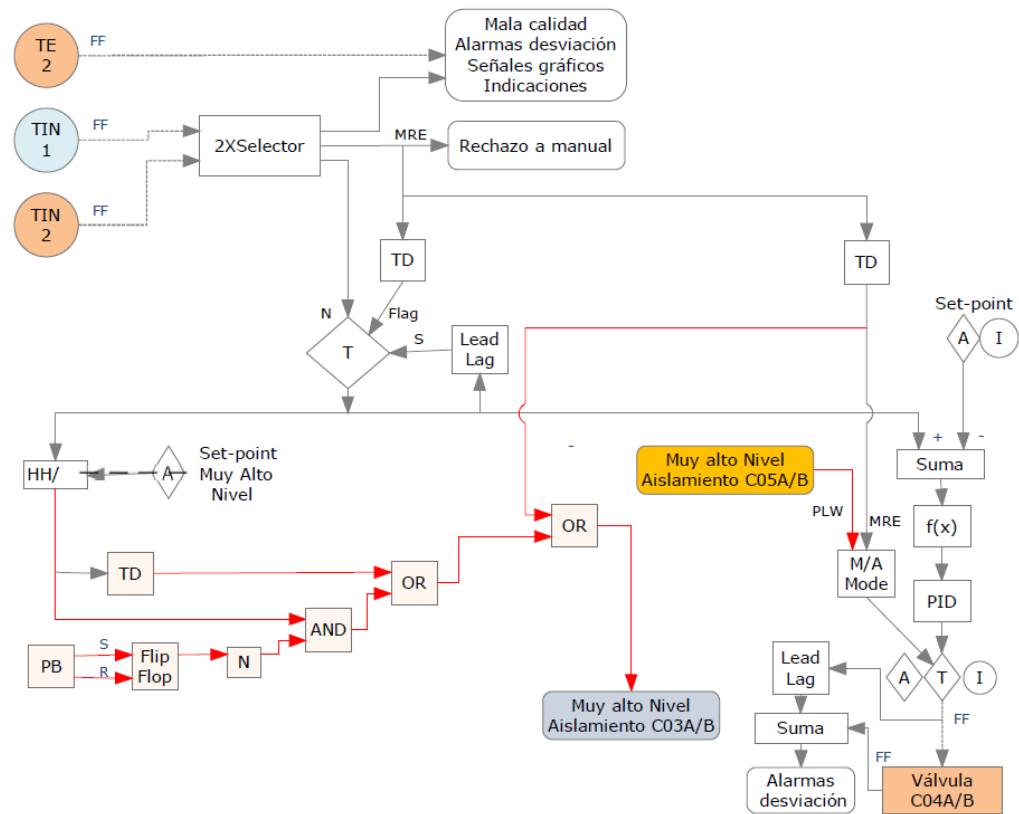 TE
2
FF
Mala calidad
Alarmas desviación
Señales gráficos
Indicaciones
TIN
1
FF
2XSelector
MRE
Rechazo a manual
TIN
2
FF
TD
TD
N
Flag
T
S
Lead
Lag
Set-point
A
I
HH/
A
Set-point
Muy Alto
Nivel
-
+
-
Suma
Muy alto Nivel
Aislamiento C05A/B
PLW
MRE
f(x)
OR
TD
OR
M/A
Mode
PID
AND
PB
S
R
Flip
Flop
N
Lead
Lag
A
T
I
Muy alto Nivel
Aislamiento C03A/B
Suma
FF
FF
Alarmas
desviación
Válvula
C04A/B